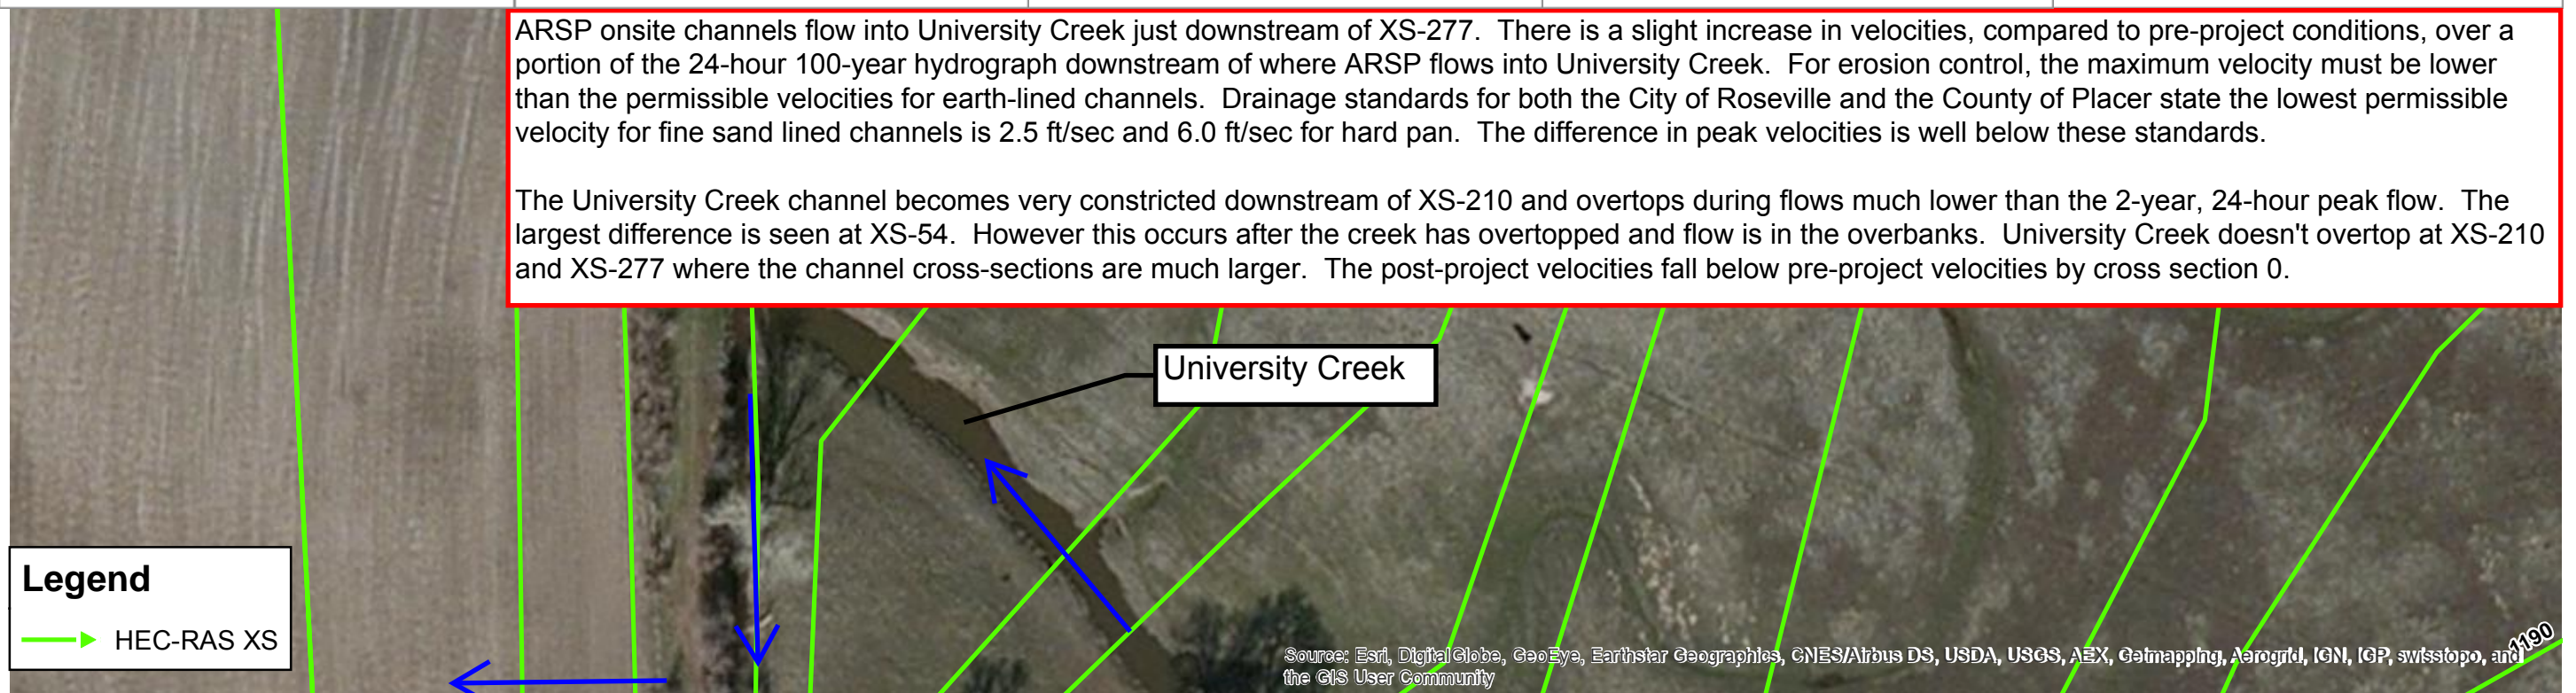 ARSP onsite channels flow into University Creek just downstream of XS-277.  There is a slight increase in velocities, compared to pre-project conditions, over a
portion of the 24-hour 100-year hydrograph downstream of where ARSP flows into University Creek.  For erosion control, the maximum velocity must be lower
than the permissible velocities for earth-lined channels.  Drainage standards for both the City of Roseville and the County of Placer state the lowest permissible
velocity for fine sand lined channels is 2.5 ft/sec and 6.0 ft/sec for hard pan.  The difference in peak velocities is well below these standards.
The University Creek channel becomes very constricted downstream of XS-210 and overtops during flows much lower than the 2-year, 24-hour peak flow.  The
largest difference is seen at XS-54.  However this occurs after the creek has overtopped and flow is in the overbanks.  University Creek doesn't overtop at XS-210
and XS-277 where the channel cross-sections are much larger.  The post-project velocities fall below pre-project velocities by cross section 0.
University Creek
Legend
HEC-RAS XS
1190
Source: Esri, DigitalGlobe, GeoEye, Earthstar Geographics, CNES/Airbus DS, USDA, USGS, AEX, Getmapping, Aerogrid, IGN, IGP, swisstopo, and
the GIS User Community